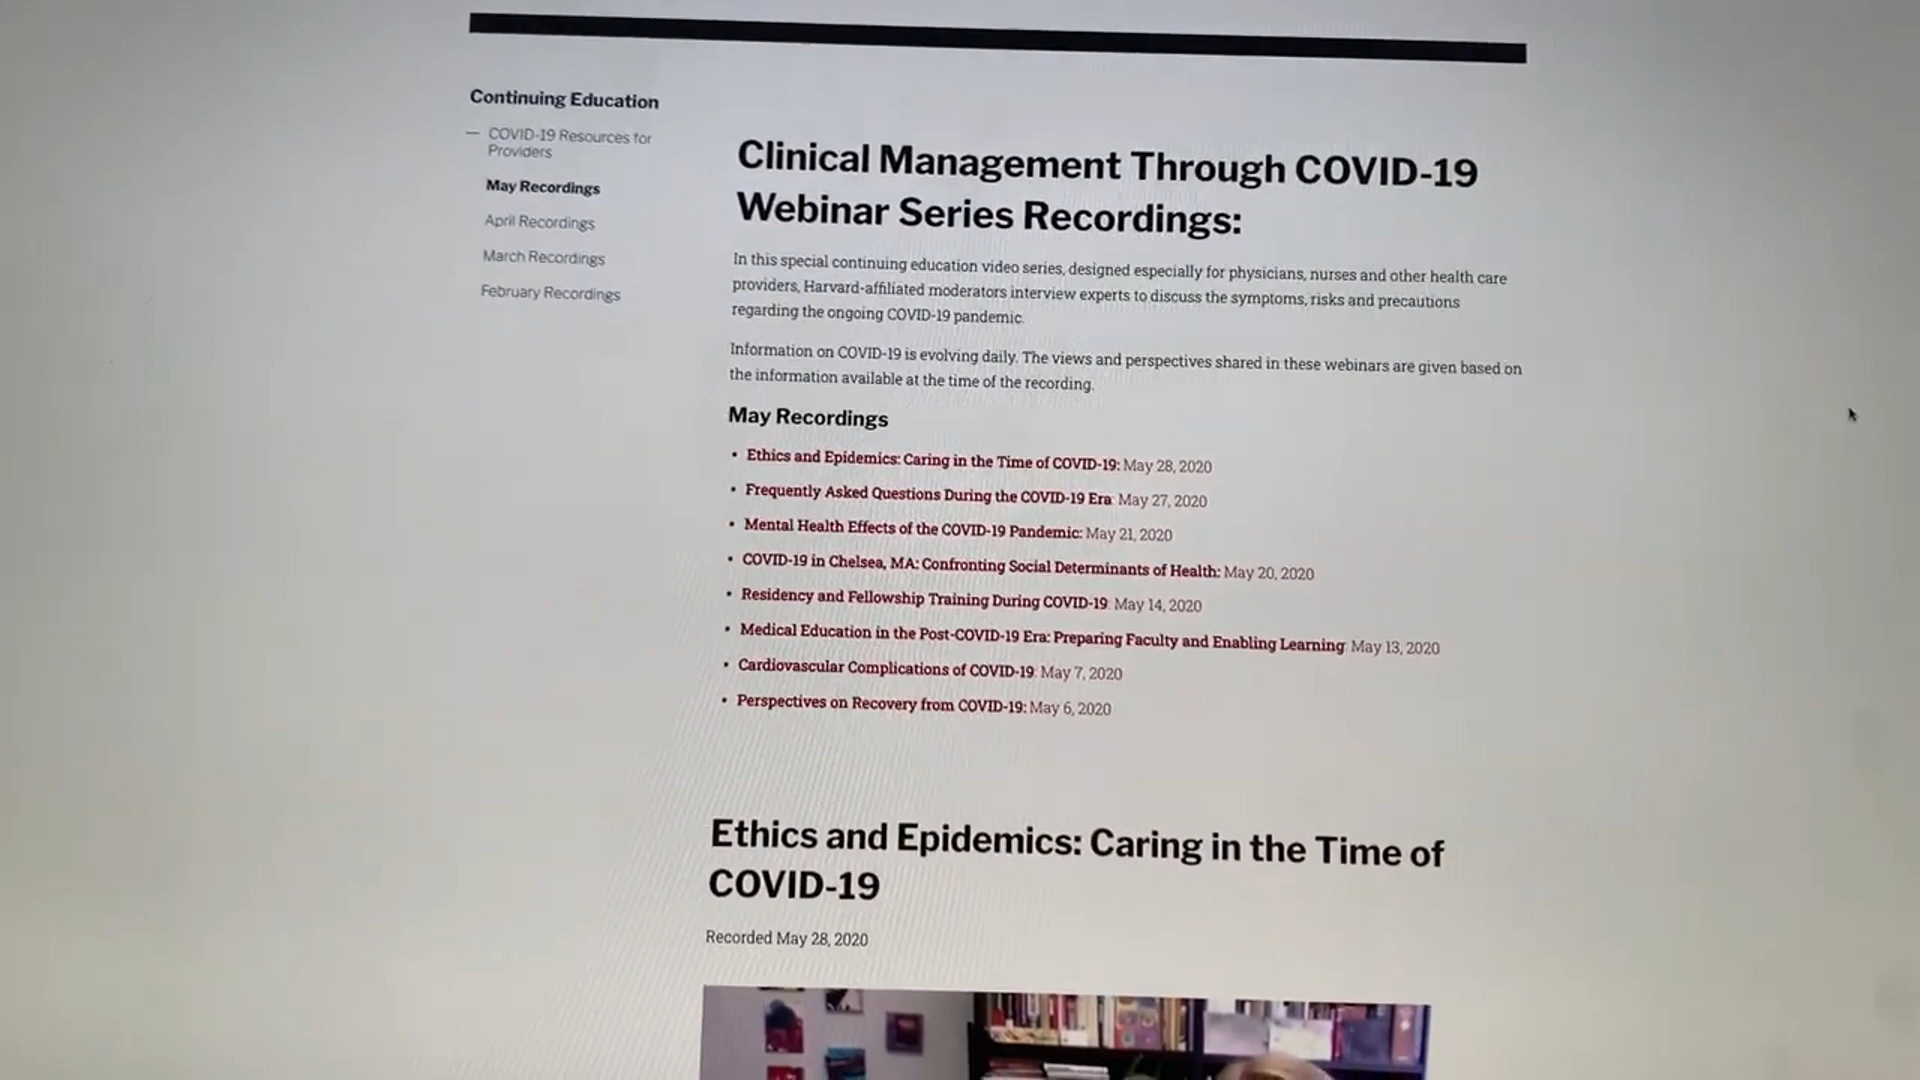 Continuing Education
— COVID-19 Resources for
Providers
May Recordings
April Recordings
March Recordings
February Recordings
Clinical Management Through COVID-19
Webinar Series Recordings:
In this special continuing education video series, designed especially for physicians, nurses and other health care
providers, Harvard-affiliated moderators interview experts to discuss the symptoms, risks and precautions
regarding the ongoing COVID-19 pandemic.
Information on COVID-19 is evolving daily. The views and perspectives shared in these webinars are given based on
the information available at the time of the recording.
May Recordings
• Ethics and Epidemics: Caring in the Time of COVID-19: May 28, 2020
• Frequently Asked Questions During the COVID-19 Era: May 27, 2020
• Mental Health Effects of the COVID-19 Pandemic: May 21, 2020
• COVID-19 in Chelsea, MA: Confronting Social Determinants of Health: May 20, 2020
• Residency and Fellowship Training During COVID-19: May 14, 2020
• Medical Education in the Post-COVID-19 Era: Preparing Faculty and Enabling Learning: May 13, 2020
• Cardiovascular Complications of COVID-19: May 7, 2020
• Perspectives on Recovery from COVID-19: May 6, 2020
Ethics and Epidemics: Caring in the Time of
COVID-19
Recorded May 28, 2020